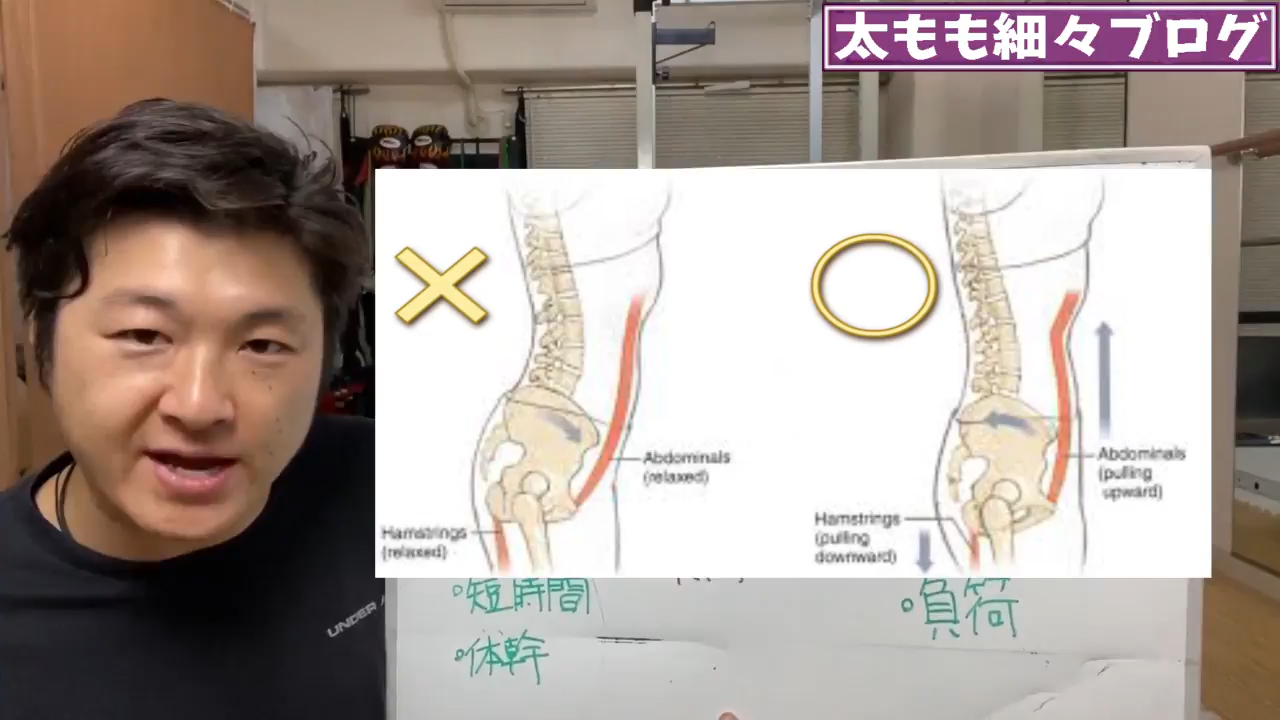 太もも細々ブログ
Abdominals
(relaxed)
Hamstrings
(relaxed)
Abdominals
(pulling
upward)
Hamstrings
(pulling
downward)
UNDER
・短時間
・体幹
・負荷